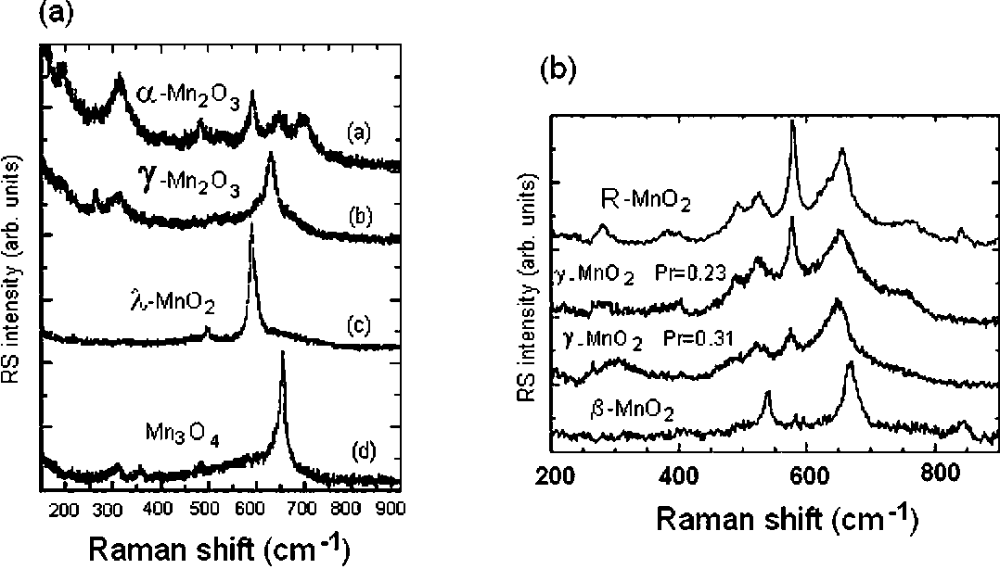 (a)
α-Mn2O3
(a)
γ-Mn2O3
(b)
λ-MnO2
(c)
Mn3O4
(d)
RS intensity (arb. units)
200 300 400 500 600 700 800 900
Raman shift (cm-1)
(b)
R-MnO2
γ-MnO2 Pr=0.23
γ-MnO2 Pr=0.31
β-MnO2
RS intensity (arb. units)
200 400 600 800
Raman shift (cm-1)